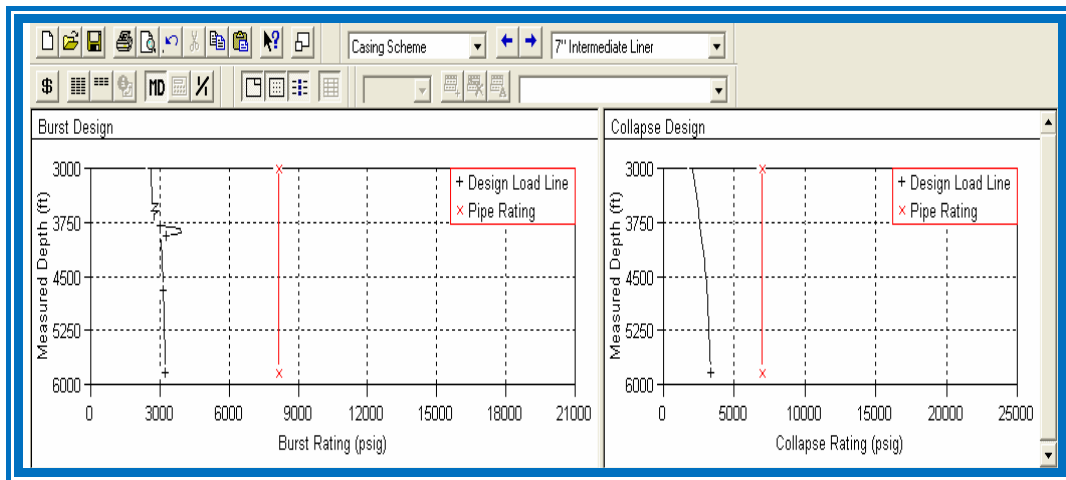 Casing Scheme
7" Intermediate Liner
$
MD
Burst Design
Collapse Design
Measured Depth (ft)
3000
3750
4500
5250
6000
+ Design Load Line
× Pipe Rating
0
3000
6000
9000
12000
15000
18000
21000
Burst Rating (psig)
Measured Depth (ft)
3000
3750
4500
5250
6000
+ Design Load Line
× Pipe Rating
0
5000
10000
15000
20000
25000
Collapse Rating (psig)